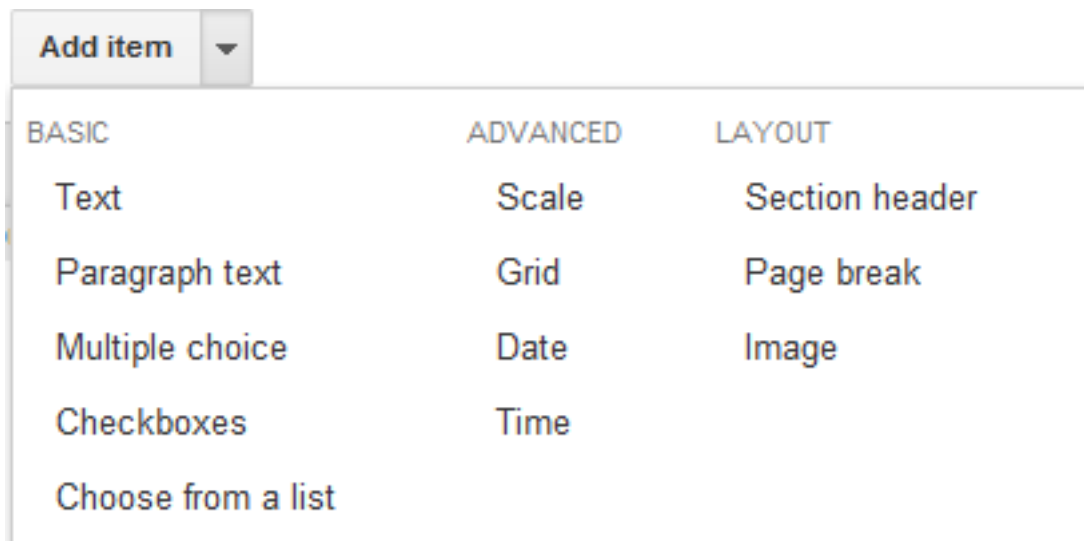 Add item
BASIC ADVANCED LAYOUT
Text Scale Section header
Paragraph text Grid Page break
Multiple choice Date Image
Checkboxes Time
Choose from a list